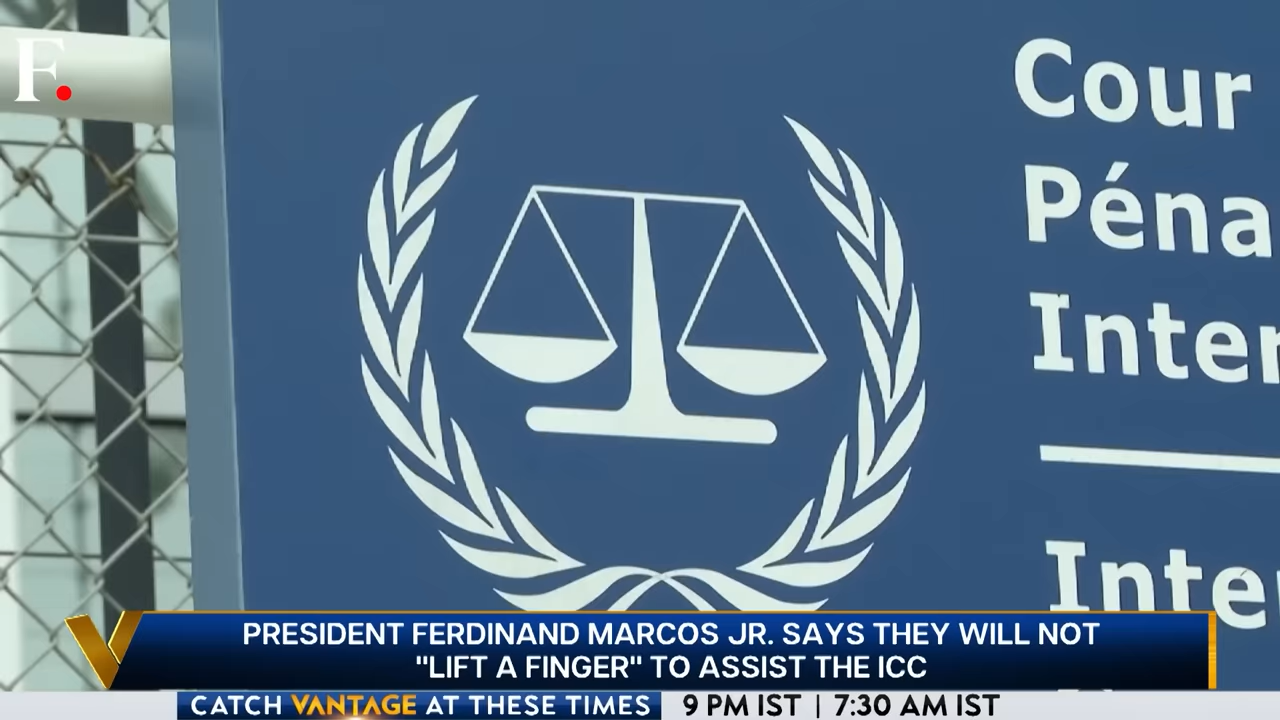 F.
Cour
Péna
Inter
Inter
PRESIDENT FERDINAND MARCOS JR. SAYS THEY WILL NOT
"LIFT A FINGER" TO ASSIST THE ICC
CATCH VANTAGE AT THESE TIMES 9 PM IST | 7:30 AM IST